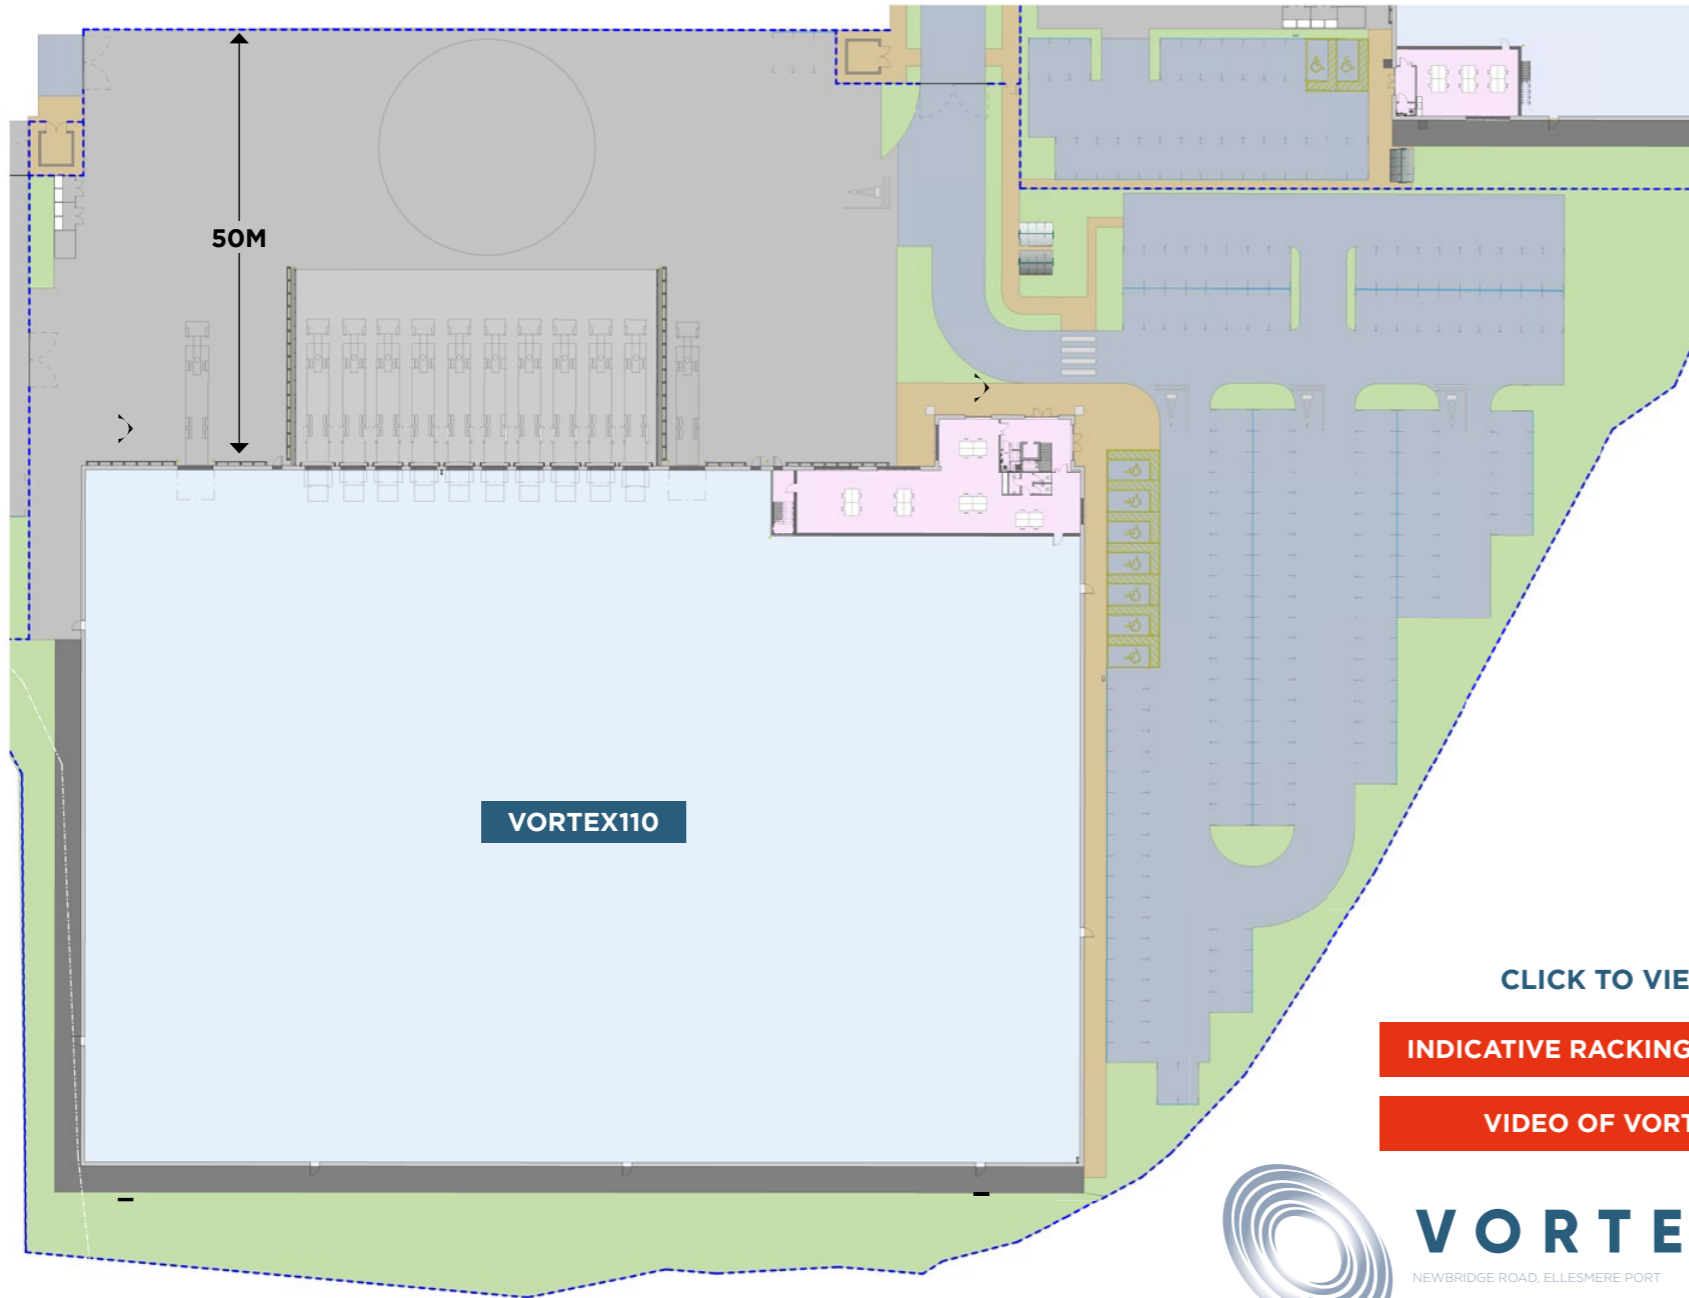 50M
VORTEX110
CLICK TO VIE
INDICATIVE RACKING
VIDEO OF VORT
VORTE
NEWBRIDGE ROAD, ELLESMERE PORT